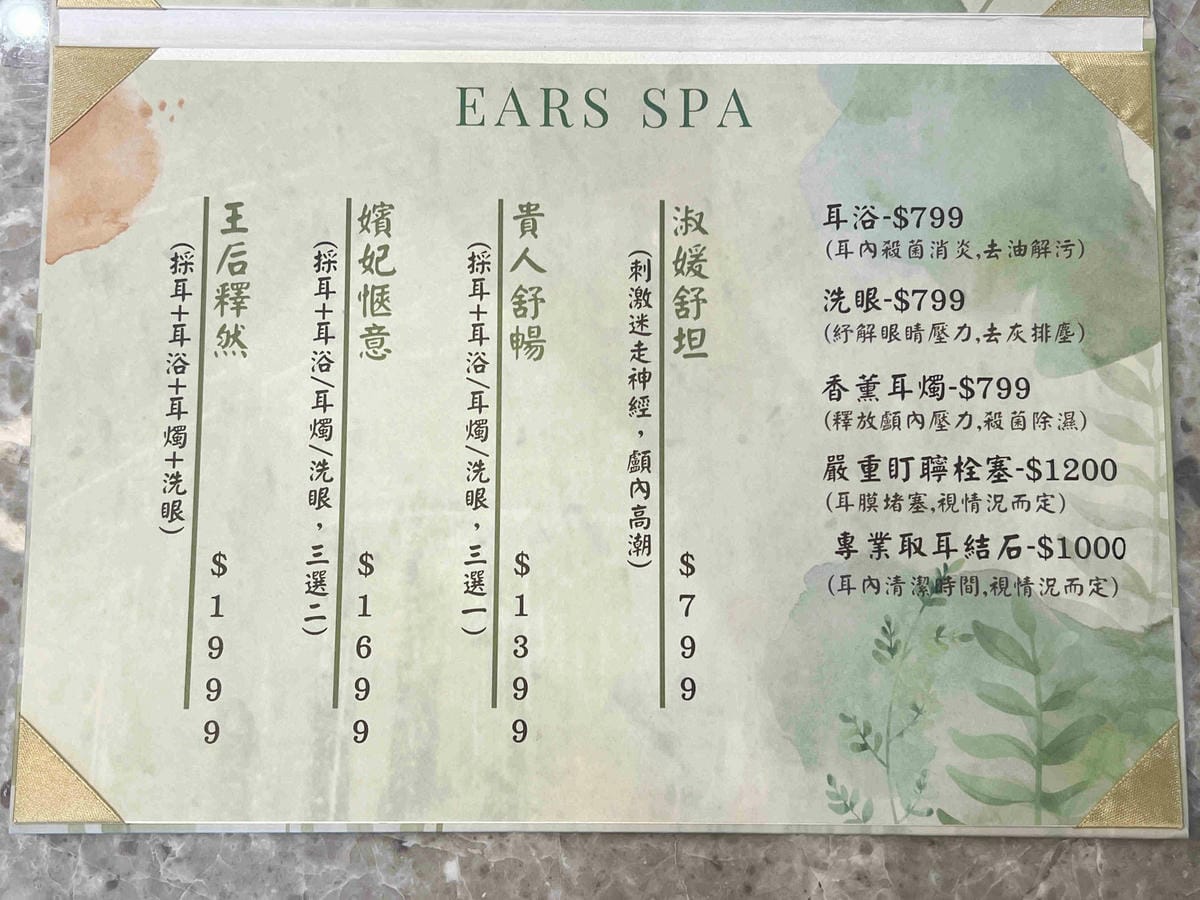 EARS SPA
耳浴-$799
(耳內殺菌消炎,去油解污)
洗眼-$799
(紓解眼睛壓力,去灰排塵)
香薰耳燭-$799
(釋放顱內壓力,殺菌除濕)
嚴重盯聹栓塞-$1200
(耳膜堵塞,視情況而定)
專業取耳結石-$1000
(耳內清潔時間,視情況而定)
淑媛舒坦 $799
(刺激迷走神經，顱內高潮)
貴人舒暢 $1399
(採耳+耳浴/耳燭/洗眼，三選一)
嬪妃愜意 $1699
(採耳+耳浴/耳燭/洗眼，三選二)
王后釋然 $1999
(採耳+耳浴+耳燭+洗眼)